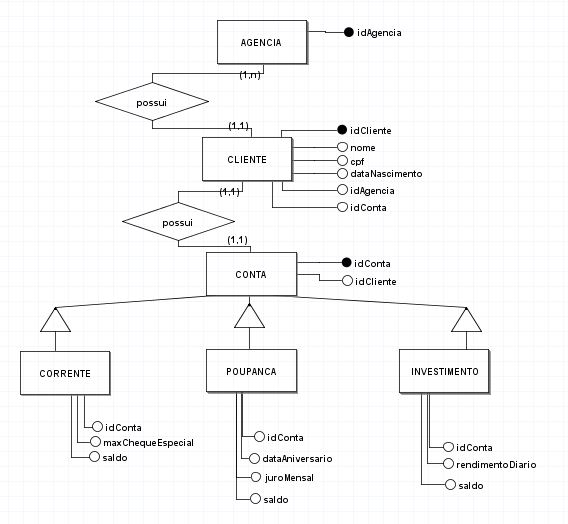 AGENCIA
idAgencia
(1,n)
possui
(1,1)
idCliente
nome
CLIENTE
cpf
dataNascimento
idAgencia
(1,1)
idConta
possui
(1,1)
idConta
CONTA
idCliente
CORRENTE
POUPANCA
INVESTIMENTO
idConta
maxChequeEspecial
saldo
idConta
dataAniversario
juroMensal
saldo
idConta
rendimentoDiario
saldo